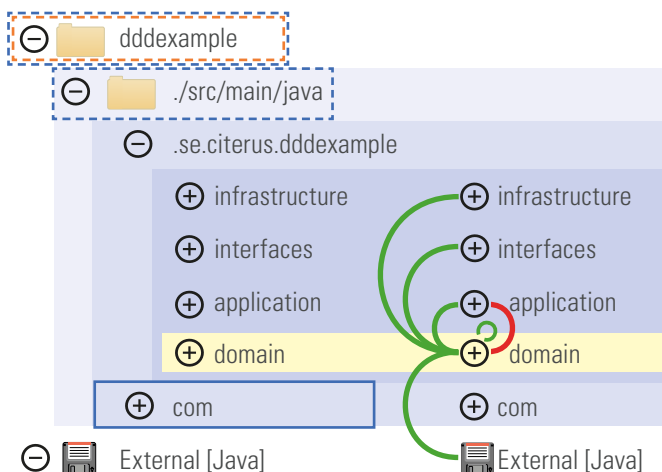 dddexample
./src/main/java
.se.citerus.dddexample
infrastructure infrastructure
interfaces interfaces
application application
domain domain
com com
External [Java] External [Java]